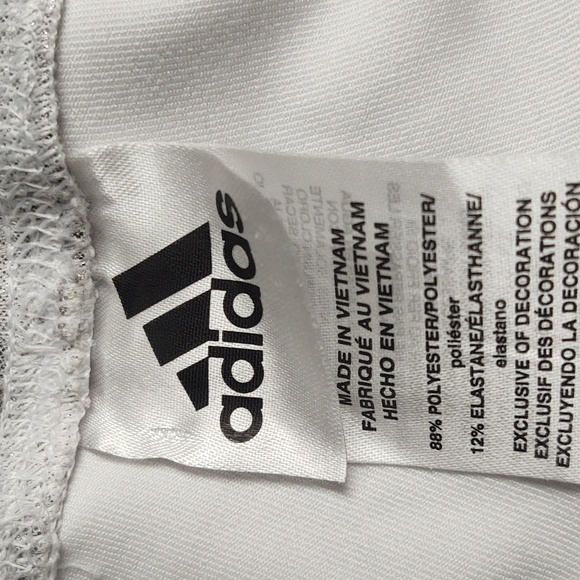 adidas
MADE IN VIETNAM
FABRIQUÉ AU VIETNAM
HECHO EN VIETNAM
88% POLYESTER/POLYESTER/
poliéster
12% ELASTANE/ÉLASTHANNE/
elastano
EXCLUSIVE OF DECORATION
EXCLUSIF DES DÉCORATIONS
EXCLUYENDO LA DECORACIÓN